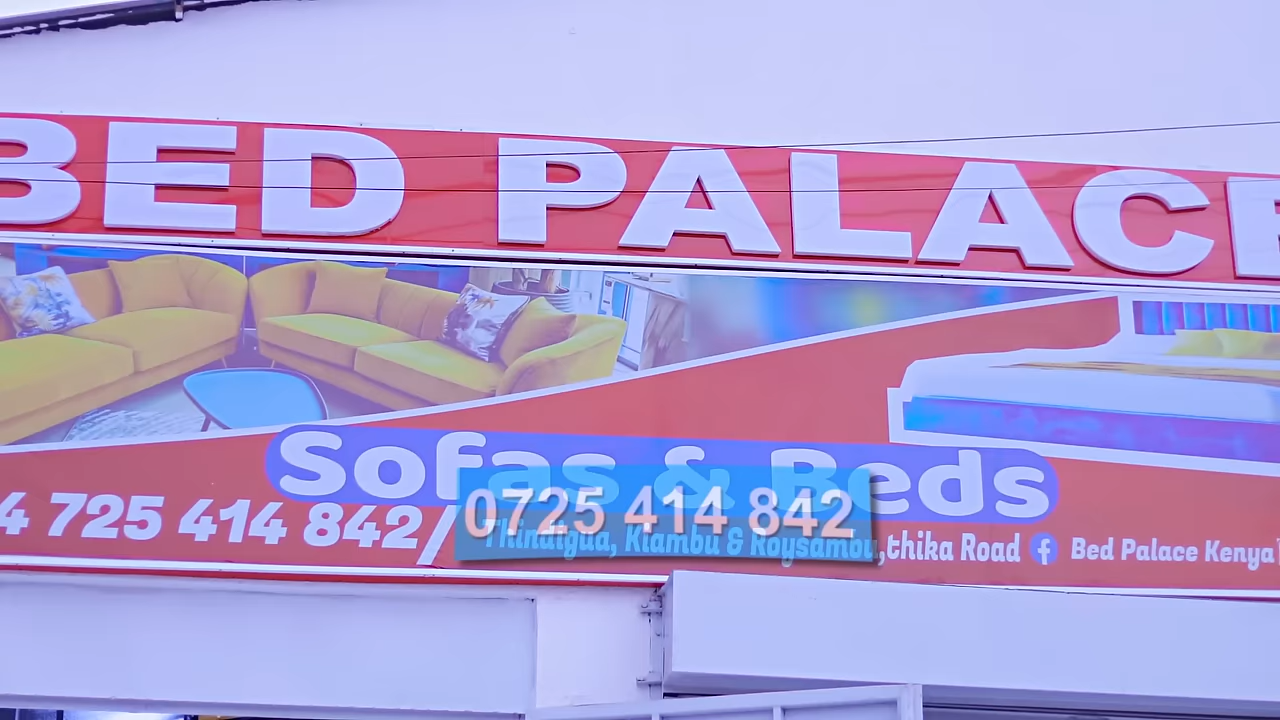 BED PALACE
Sofas & Beds
4 725 414 842/
0725 414 842
Thindigua, Kiambu & Roysambu,thika Road
Bed Palace Kenya